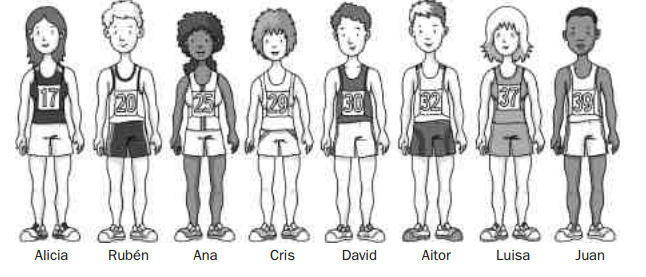 17 20 25 29 30 32 37 39
Alicia Rubén Ana Cris David Aitor Luisa Juan